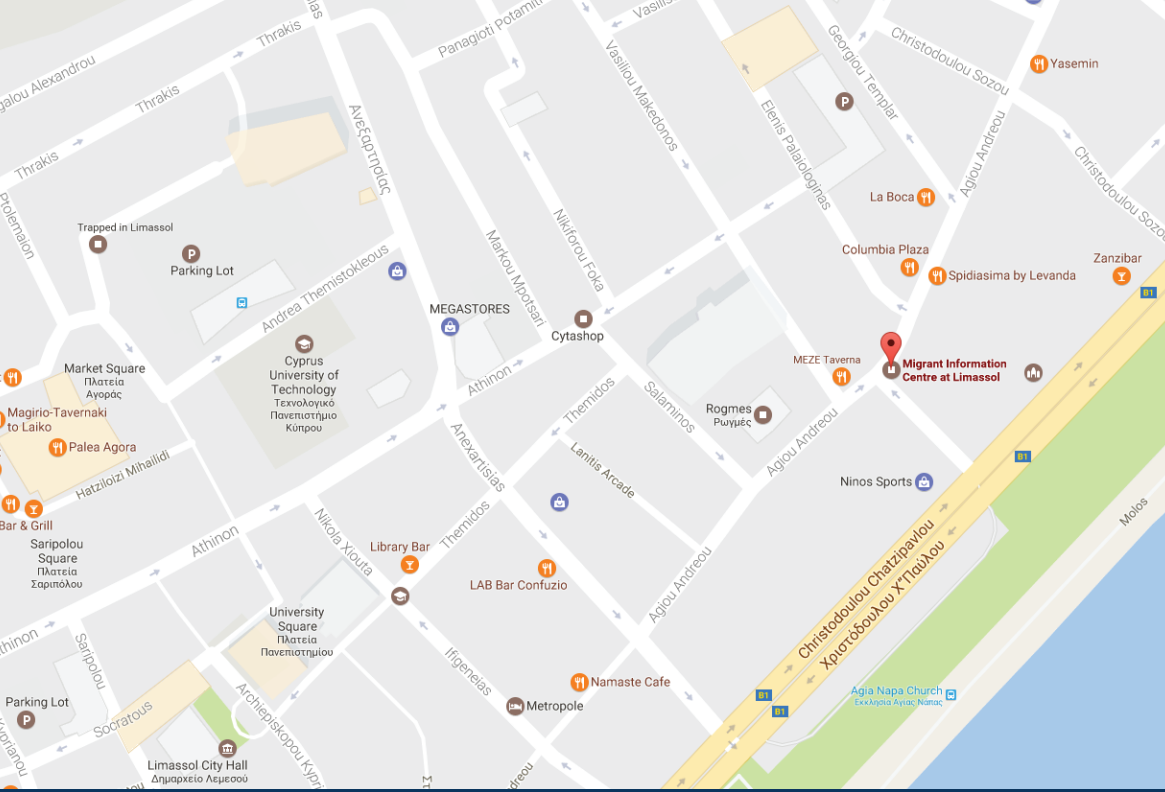 Thrakis
Panagioti Potamiti
Vasiliou Makedonos
Georgiou Templar
Christodoulou Sozou
Yasemin
galou Alexandrou
Thrakis
Ανεξαρτησίας
Elenis Palaiologinas
P
Agiou Andreou
Thrakis
Christodoulou Sozou
Ptolemaion
La Boca
Trapped in Limassol
P
Parking Lot
Nikiforou Foka
Markou Mpotsari
Columbia Plaza
Spidiasima by Levanda
Zanzibar
B1
Andrea Themistokleous
MEGASTORES
Cytashop
Cyprus
University of
Technology
Τεχνολογικό
Πανεπιστήμιο
Κύπρου
Market Square
Πλατεία
Αγοράς
Athinon
MEZE Taverna
Migrant Information
Centre at Limassol
Themidos
Salaminos
Rogmes
Ρωγμές
Agiou Andreou
Magirio-Tavernaki
to Laiko
Palea Agora
Hatziloizi Mihailidi
Anexartisias
Lanitis Arcade
B1
Ninos Sports
Molos
Bar & Grill
Saripolou
Square
Πλατεία
Σαριπόλου
Athinon
Nikola Xiouta
Themidos
Library Bar
LAB Bar Confuzio
Agiou Andreou
Christodoulou Chatzipavlou
Χριστόδουλου Χ"Παύλου
University
Square
Πλατεία
Πανεπιστημίου
Athinon
Saripolou
Ifigeneias
Namaste Cafe
Metropole
B1
B1
Agia Napa Church
Εκκλησία Αγίας Νάπας
Parking Lot
P
Socratous
Archiepiskopou Kypri
Limassol City Hall
Δημαρχείο Λεμεσού
dreou